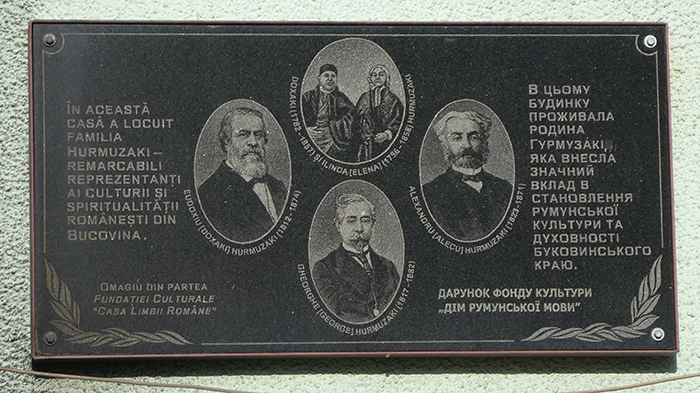 ÎN ACEASTĂ
CASĂ A LOCUIT
FAMILIA
HURMUZAKI –
REMARCABILI
REPREZENTANȚI
AI CULTURII ȘI
SPIRITUALITĂȚII
ROMÂNEȘTI DIN
BUCOVINA.
OMAGIU DIN PARTEA
FUNDAȚIEI CULTURALE
"CASA LIMBII ROMÂNE"
DOXAKI (1782 - 1857) ȘI ILINCA [ELENA] (1786 - 1858) HURMUZAKI
EUDOXIU [DOXAKI] HURMUZAKI (1812 - 1874)
ALEXANDRU [ALECU] HURMUZAKI (1823 - 1871)
GHEORGHE [GEORGE] HURMUZAKI (1817 - 1882)
В ЦЬОМУ
БУДИНКУ
ПРОЖИВАЛА
РОДИНА
ГУРМУЗАКІ,
ЯКА ВНЕСЛА
ЗНАЧНИЙ
ВКЛАД В
СТАНОВЛЕННЯ
РУМУНСЬКОЇ
КУЛЬТУРИ ТА
ДУХОВНОСТІ
БУКОВИНСЬКОГО
КРАЮ.
ДАРУНОК ФОНДУ КУЛЬТУРИ
„ДІМ РУМУНСЬКОЇ МОВИ”